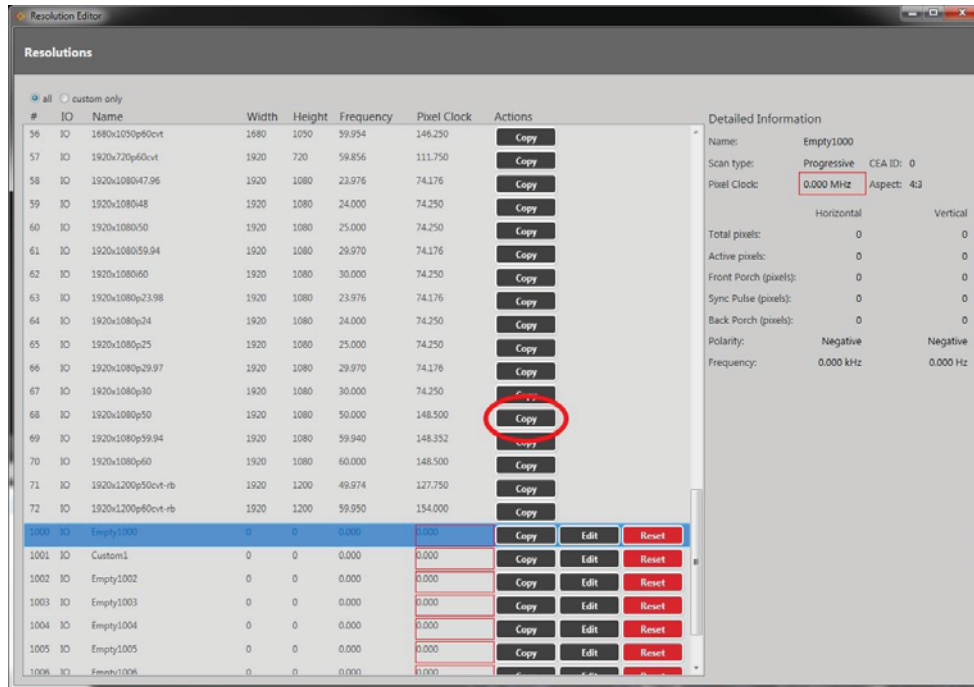 Resolution Editor
Resolutions
all custom only
# IO Name Width Height Frequency Pixel Clock Actions
56 IO 1680x1050p60cvt 1680 1050 59.954 146.250 Copy
57 IO 1920x720p60cvt 1920 720 59.856 111.750 Copy
58 IO 1920x1080i47.96 1920 1080 23.976 74.176 Copy
59 IO 1920x1080i48 1920 1080 24.000 74.250 Copy
60 IO 1920x1080i50 1920 1080 25.000 74.250 Copy
61 IO 1920x1080i59.94 1920 1080 29.970 74.176 Copy
62 IO 1920x1080i60 1920 1080 30.000 74.250 Copy
63 IO 1920x1080p23.98 1920 1080 23.976 74.176 Copy
64 IO 1920x1080p24 1920 1080 24.000 74.250 Copy
65 IO 1920x1080p25 1920 1080 25.000 74.250 Copy
66 IO 1920x1080p29.97 1920 1080 29.970 74.176 Copy
67 IO 1920x1080p30 1920 1080 30.000 74.250 Copy
68 IO 1920x1080p50 1920 1080 50.000 148.500 Copy
69 IO 1920x1080p59.94 1920 1080 59.940 148.352 Copy
70 IO 1920x1080p60 1920 1080 60.000 148.500 Copy
71 IO 1920x1200p50cvt-rb 1920 1200 49.974 127.750 Copy
72 IO 1920x1200p60cvt-rb 1920 1200 59.950 154.000 Copy
1000 IO Empty1000 0 0 0.000 0.000 Copy Edit Reset
1001 IO Custom1 0 0 0.000 0.000 Copy Edit Reset
1002 IO Empty1002 0 0 0.000 0.000 Copy Edit Reset
1003 IO Empty1003 0 0 0.000 0.000 Copy Edit Reset
1004 IO Empty1004 0 0 0.000 0.000 Copy Edit Reset
1005 IO Empty1005 0 0 0.000 0.000 Copy Edit Reset
1006 IO Empty1006 0 0 0.000 0.000 Copy Edit Reset
Detailed Information
Name: Empty1000
Scan type: Progressive CEA ID: 0
Pixel Clock: 0.000 MHz Aspect: 4:3
Horizontal Vertical
Total pixels: 0 0
Active pixels: 0 0
Front Porch (pixels): 0 0
Sync Pulse (pixels): 0 0
Back Porch (pixels): 0 0
Polarity: Negative Negative
Frequency: 0.000 kHz 0.000 Hz